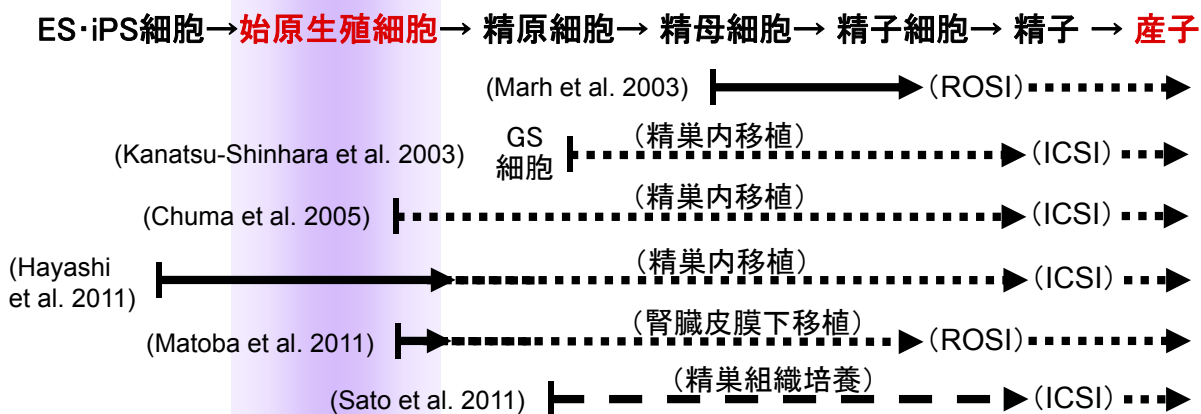 ES·iPS細胞→始原生殖細胞→ 精原細胞→ 精母細胞→ 精子細胞→ 精子 → 産子
(Marh et al. 2003)
(ROSI)
(Kanatsu-Shinhara et al. 2003)
GS
細胞
(精巣内移植)
(ICSI)
(Chuma et al. 2005)
(精巣内移植)
(ICSI)
(Hayashi
et al. 2011)
(精巣内移植)
(ICSI)
(Matoba et al. 2011)
(腎臓皮膜下移植)
(ROSI)
(Sato et al. 2011)
(精巣組織培養)
(ICSI)